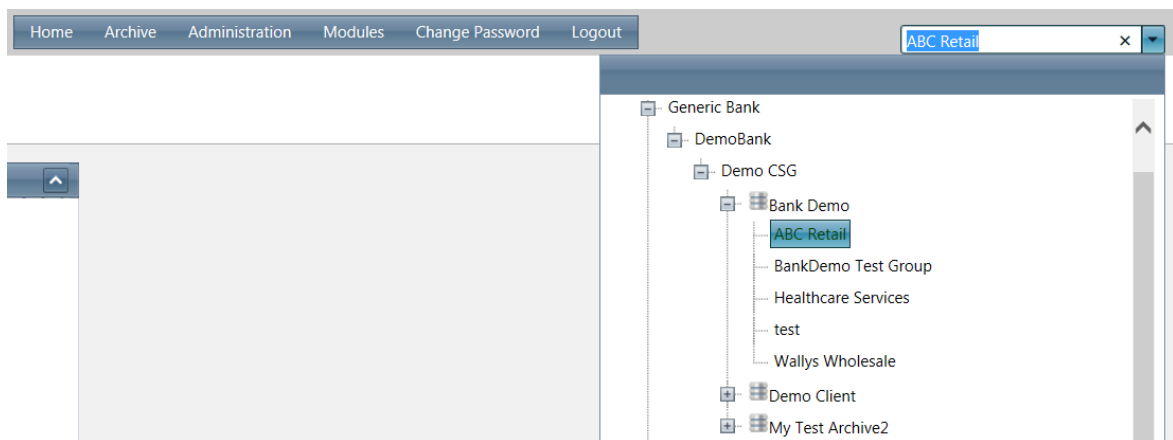 Home Archive Administration Modules Change Password Logout
ABC Retail
Generic Bank
DemoBank
Demo CSG
Bank Demo
ABC Retail
BankDemo Test Group
Healthcare Services
test
Wallys Wholesale
Demo Client
My Test Archive2